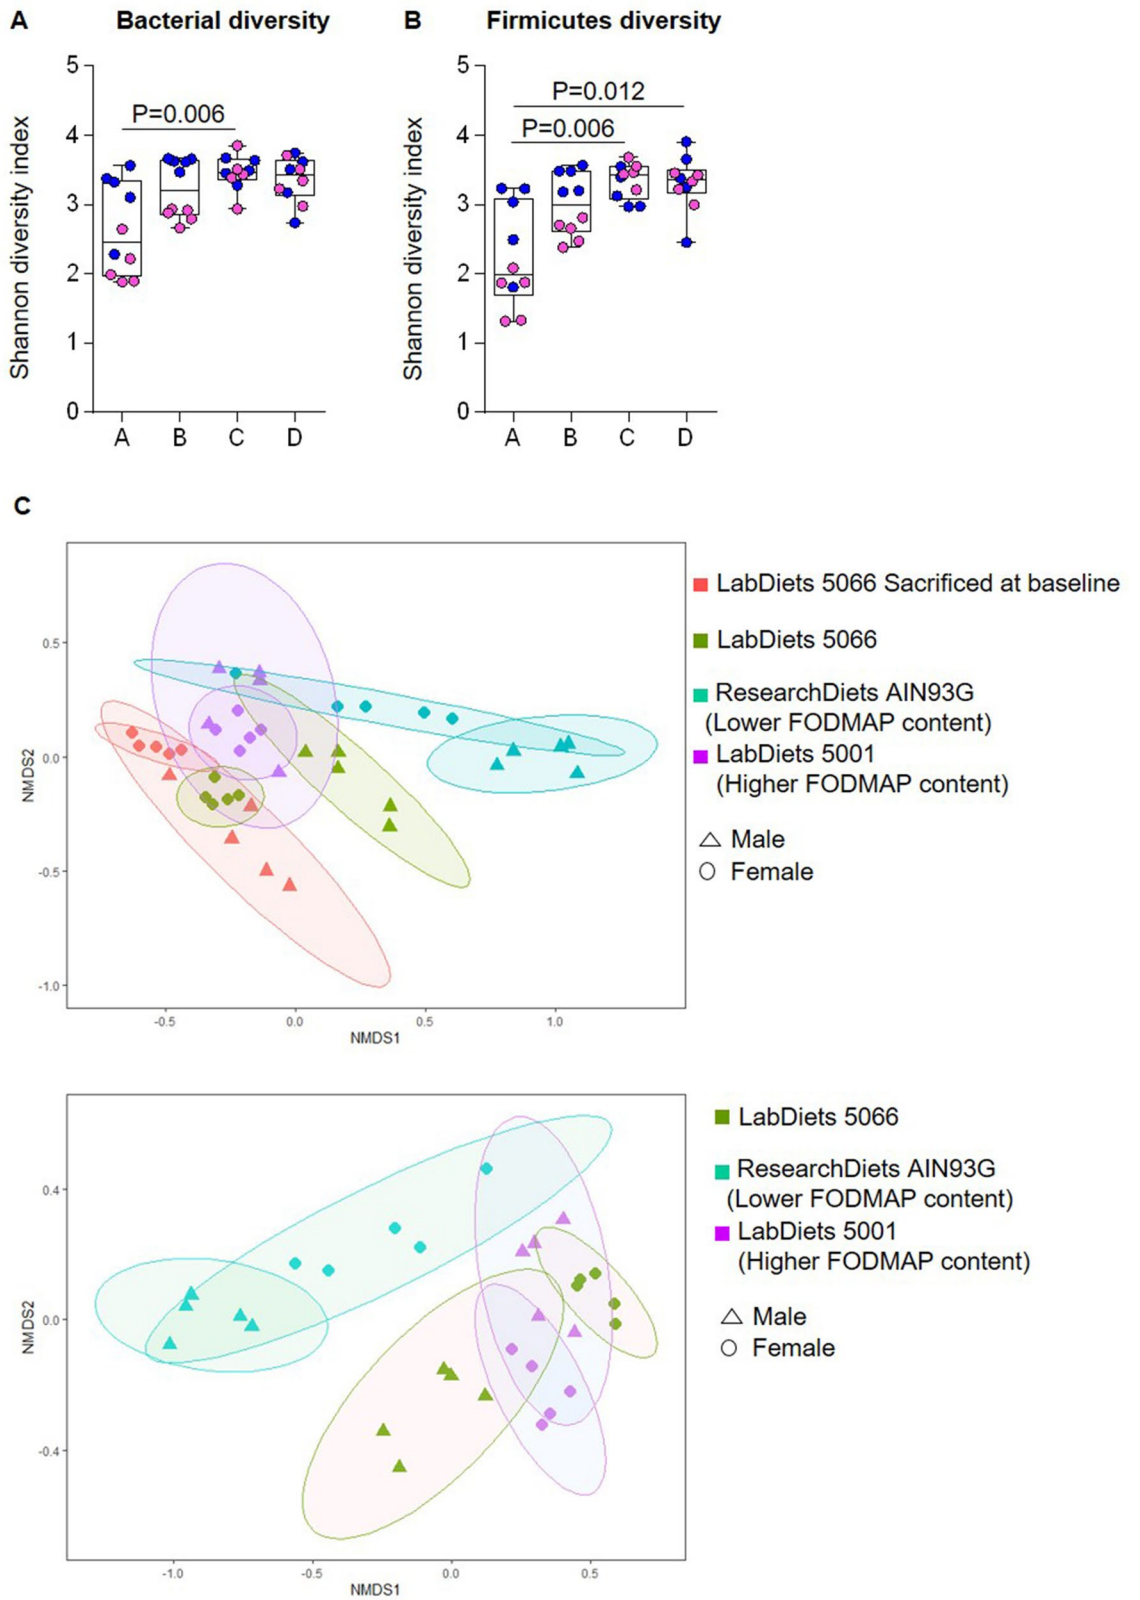 A Bacterial diversity
B Firmicutes diversity
Shannon diversity index
5
4
3
2
1
0
P=0.006
A B C D
Shannon diversity index
5
4
3
2
1
0
P=0.012
P=0.006
A B C D
C
NMDS2
0.5
0.0
-0.5
-1.0
-0.5 0.0 0.5 1.0
NMDS1
LabDiets 5066 Sacrificed at baseline
LabDiets 5066
ResearchDiets AIN93G
(Lower FODMAP content)
LabDiets 5001
(Higher FODMAP content)
Male
Female
NMDS2
0.4
0.0
-0.4
-1.0 -0.5 0.0 0.5
NMDS1
LabDiets 5066
ResearchDiets AIN93G
(Lower FODMAP content)
LabDiets 5001
(Higher FODMAP content)
Male
Female